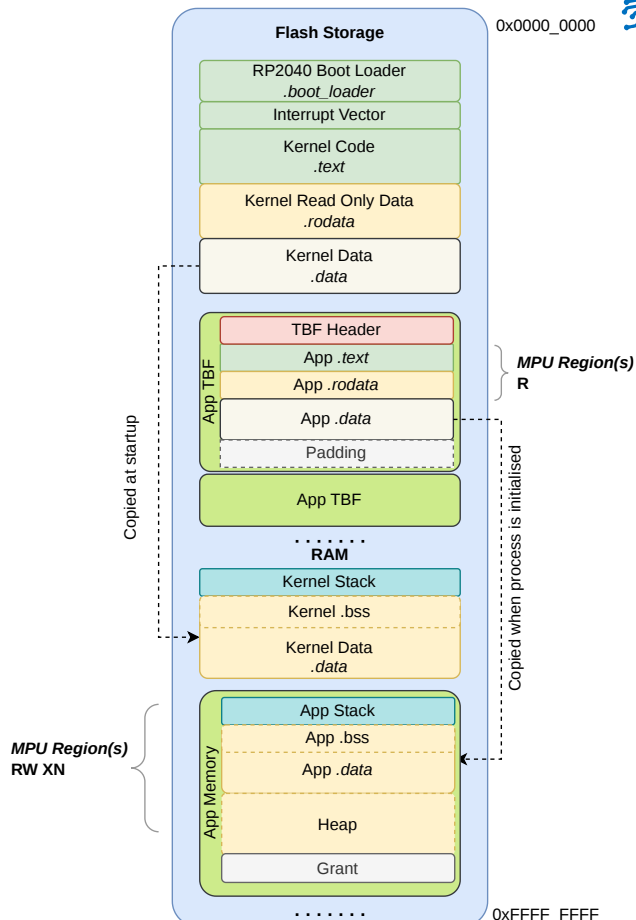 Flash Storage
0x0000_0000
RP2040 Boot Loader
.boot_loader
Interrupt Vector
Kernel Code
.text
Kernel Read Only Data
.rodata
Kernel Data
.data
App TBF
TBF Header
App .text
App .rodata
App .data
Padding
MPU Region(s)
R
Copied at startup
Copied when process is initialised
App TBF
.......
RAM
Kernel Stack
Kernel .bss
Kernel Data
.data
MPU Region(s)
RW XN
App Memory
App Stack
App .bss
App .data
Heap
Grant
.......
0xFFFF_FFFF